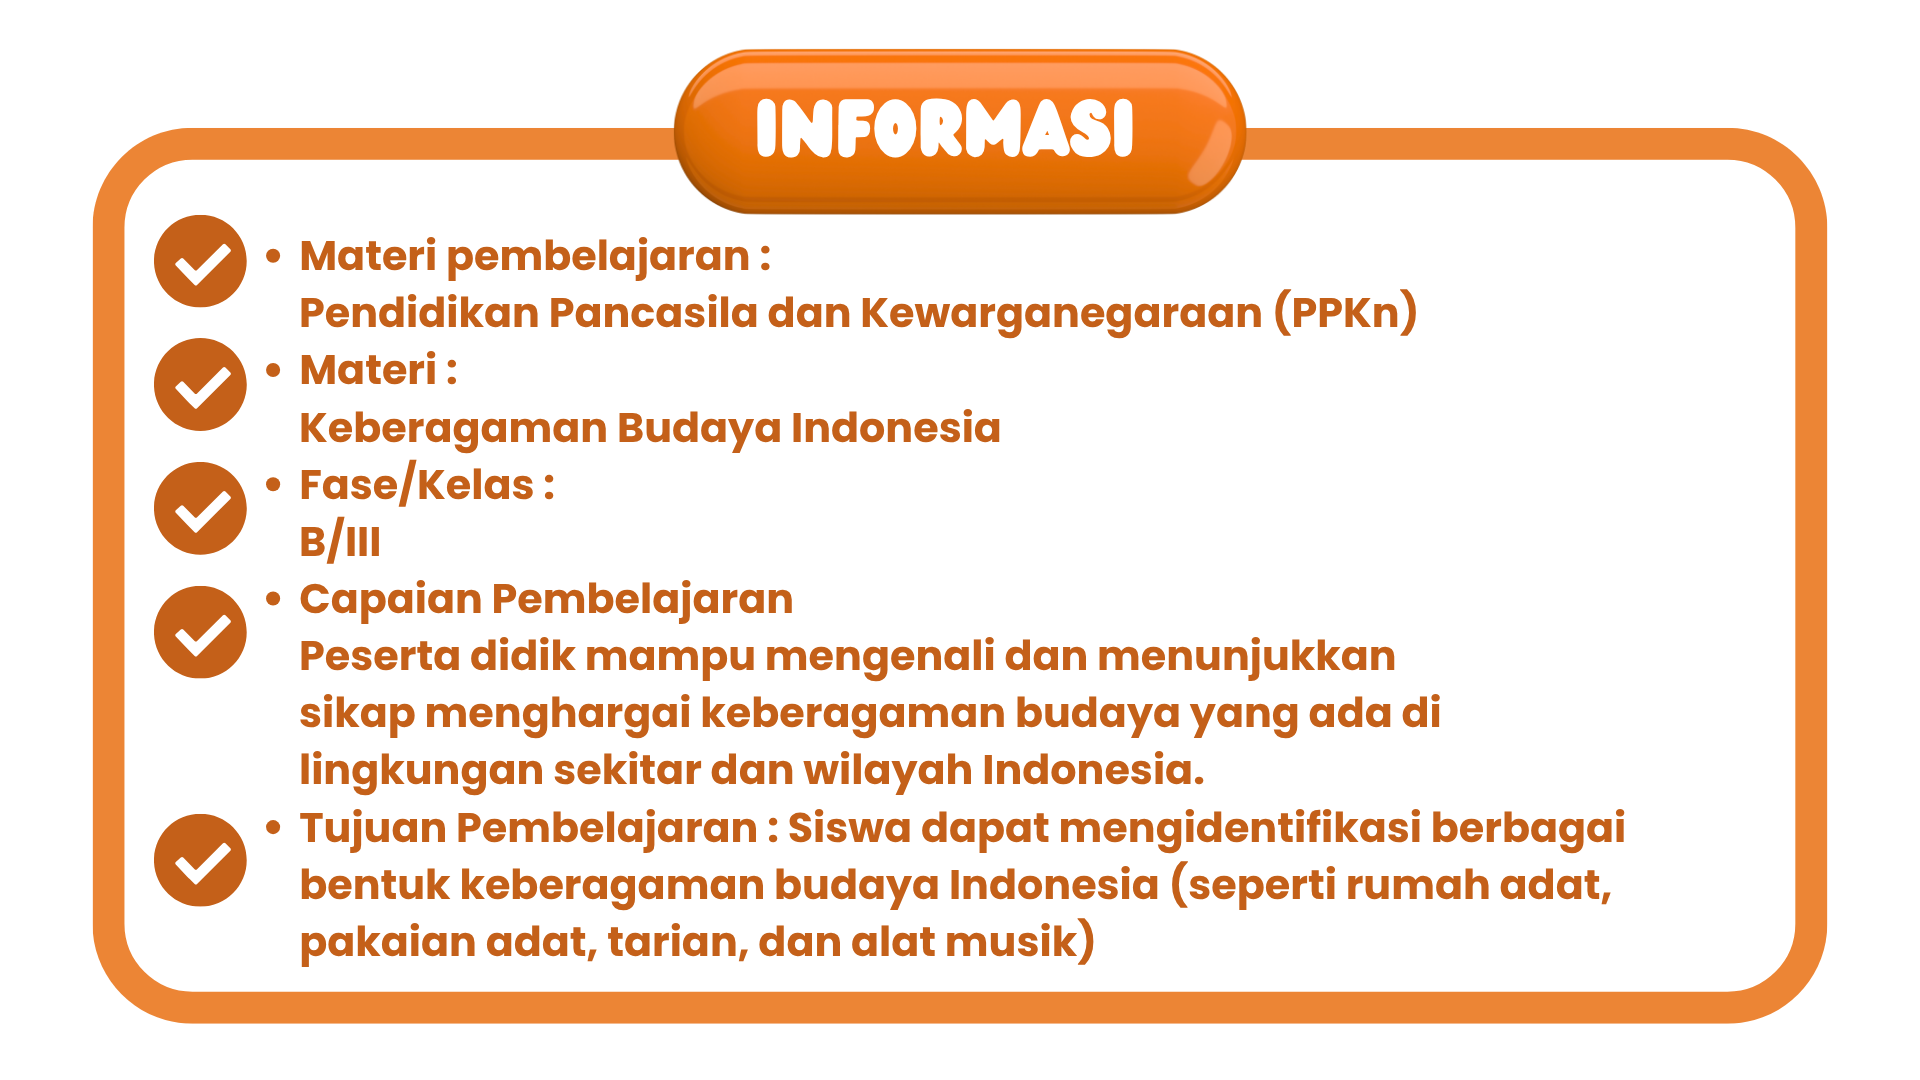 INFORMASI
• Materi pembelajaran :
Pendidikan Pancasila dan Kewarganegaraan (PPKn)
• Materi :
Keberagaman Budaya Indonesia
• Fase/Kelas :
B/III
• Capaian Pembelajaran
Peserta didik mampu mengenali dan menunjukkan
sikap menghargai keberagaman budaya yang ada di
lingkungan sekitar dan wilayah Indonesia.
• Tujuan Pembelajaran : Siswa dapat mengidentifikasi berbagai
bentuk keberagaman budaya Indonesia (seperti rumah adat,
pakaian adat, tarian, dan alat musik)